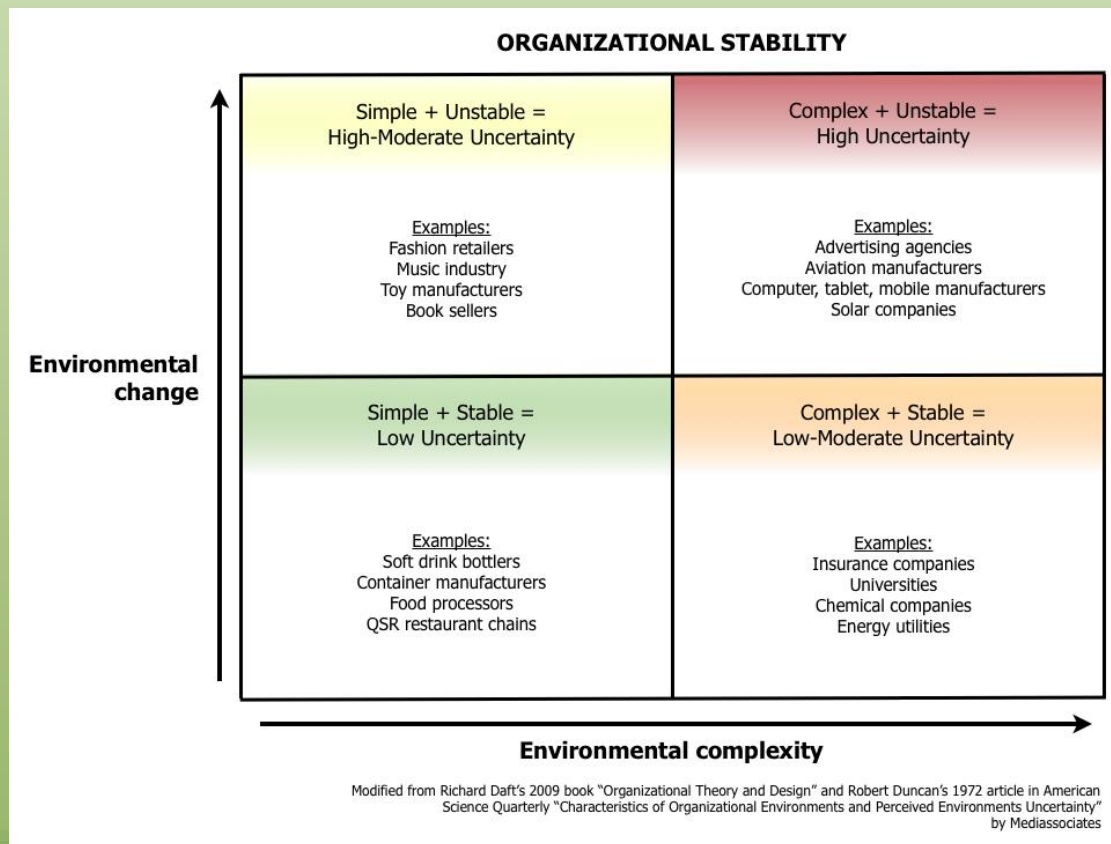 ORGANIZATIONAL STABILITY
Simple + Unstable =
High-Moderate Uncertainty
Examples:
Fashion retailers
Music industry
Toy manufacturers
Book sellers
Complex + Unstable =
High Uncertainty
Examples:
Advertising agencies
Aviation manufacturers
Computer, tablet, mobile manufacturers
Solar companies
Environmental
change
Simple + Stable =
Low Uncertainty
Examples:
Soft drink bottlers
Container manufacturers
Food processors
QSR restaurant chains
Complex + Stable =
Low-Moderate Uncertainty
Examples:
Insurance companies
Universities
Chemical companies
Energy utilities
Environmental complexity
Modified from Richard Daft's 2009 book “Organizational Theory and Design” and Robert Duncan's 1972 article in American
Science Quarterly “Characteristics of Organizational Environments and Perceived Environments Uncertainty”
by Mediassociates